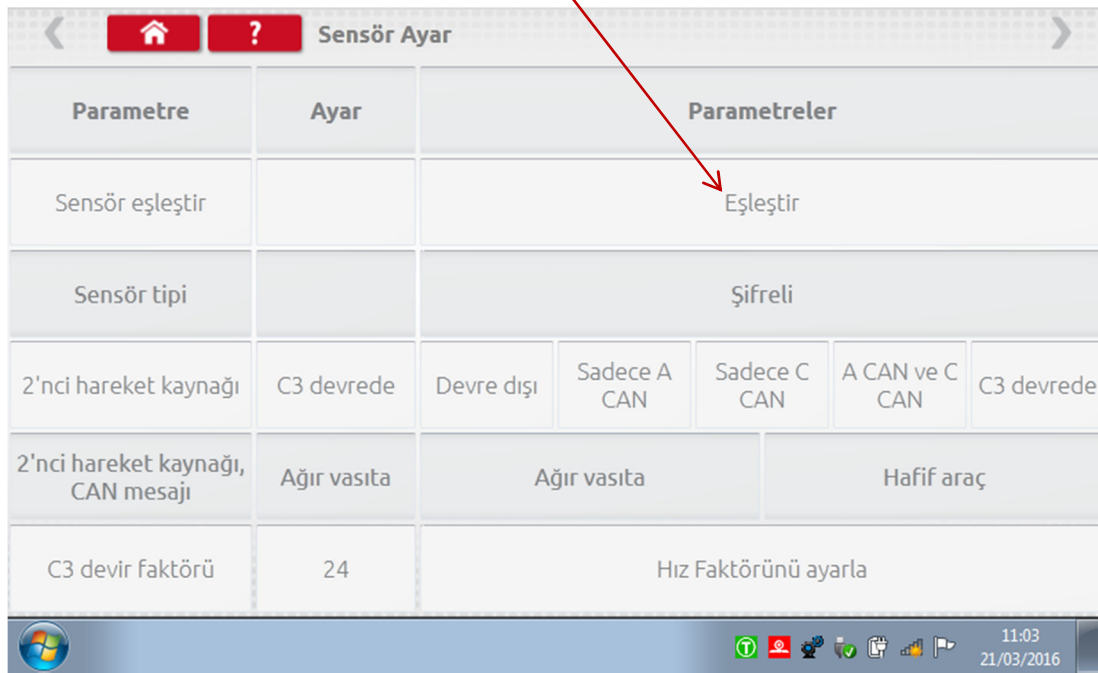 ? Sensör Ayar
Parametre Ayar Parametreler
Sensör eşleştir Eşleştir
Sensör tipi Şifreli
2'nci hareket kaynağı C3 devrede Devre dışı Sadece A CAN Sadece C CAN A CAN ve C CAN C3 devrede
2'nci hareket kaynağı, CAN mesajı Ağır vasıta Ağır vasıta Hafif araç
C3 devir faktörü 24 Hız Faktörünü ayarla
T 11:03
21/03/2016